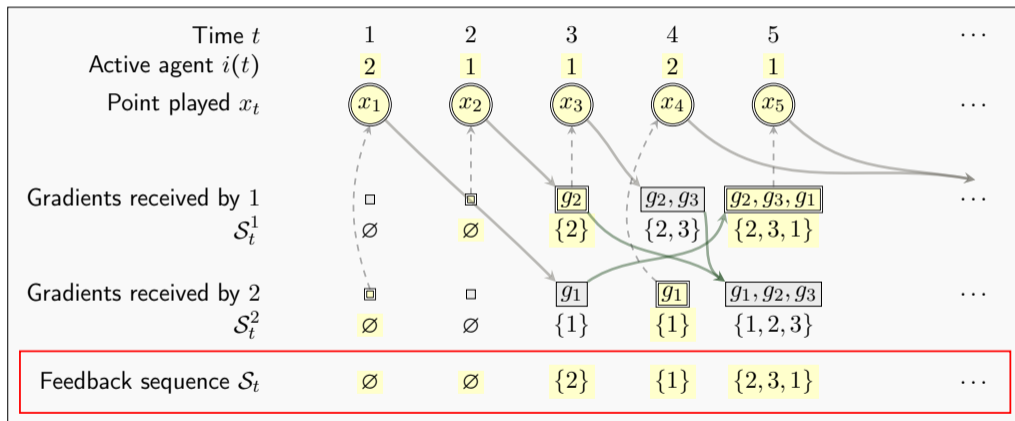 Time t 1 2 3 4 5 ⋯
Active agent i(t) 2 1 1 2 1
Point played x_t x_1 x_2 x_3 x_4 x_5 ⋯
Gradients received by 1 g_2 g_2, g_3 g_2, g_3, g_1 ⋯
𝒮_t^1 ∅ ∅ {2} {2, 3} {2, 3, 1}
Gradients received by 2 g_1 g_1 g_1, g_2, g_3 ⋯
𝒮_t^2 ∅ ∅ {1} {1} {1, 2, 3}
Feedback sequence 𝒮_t ∅ ∅ {2} {1} {2, 3, 1} ⋯